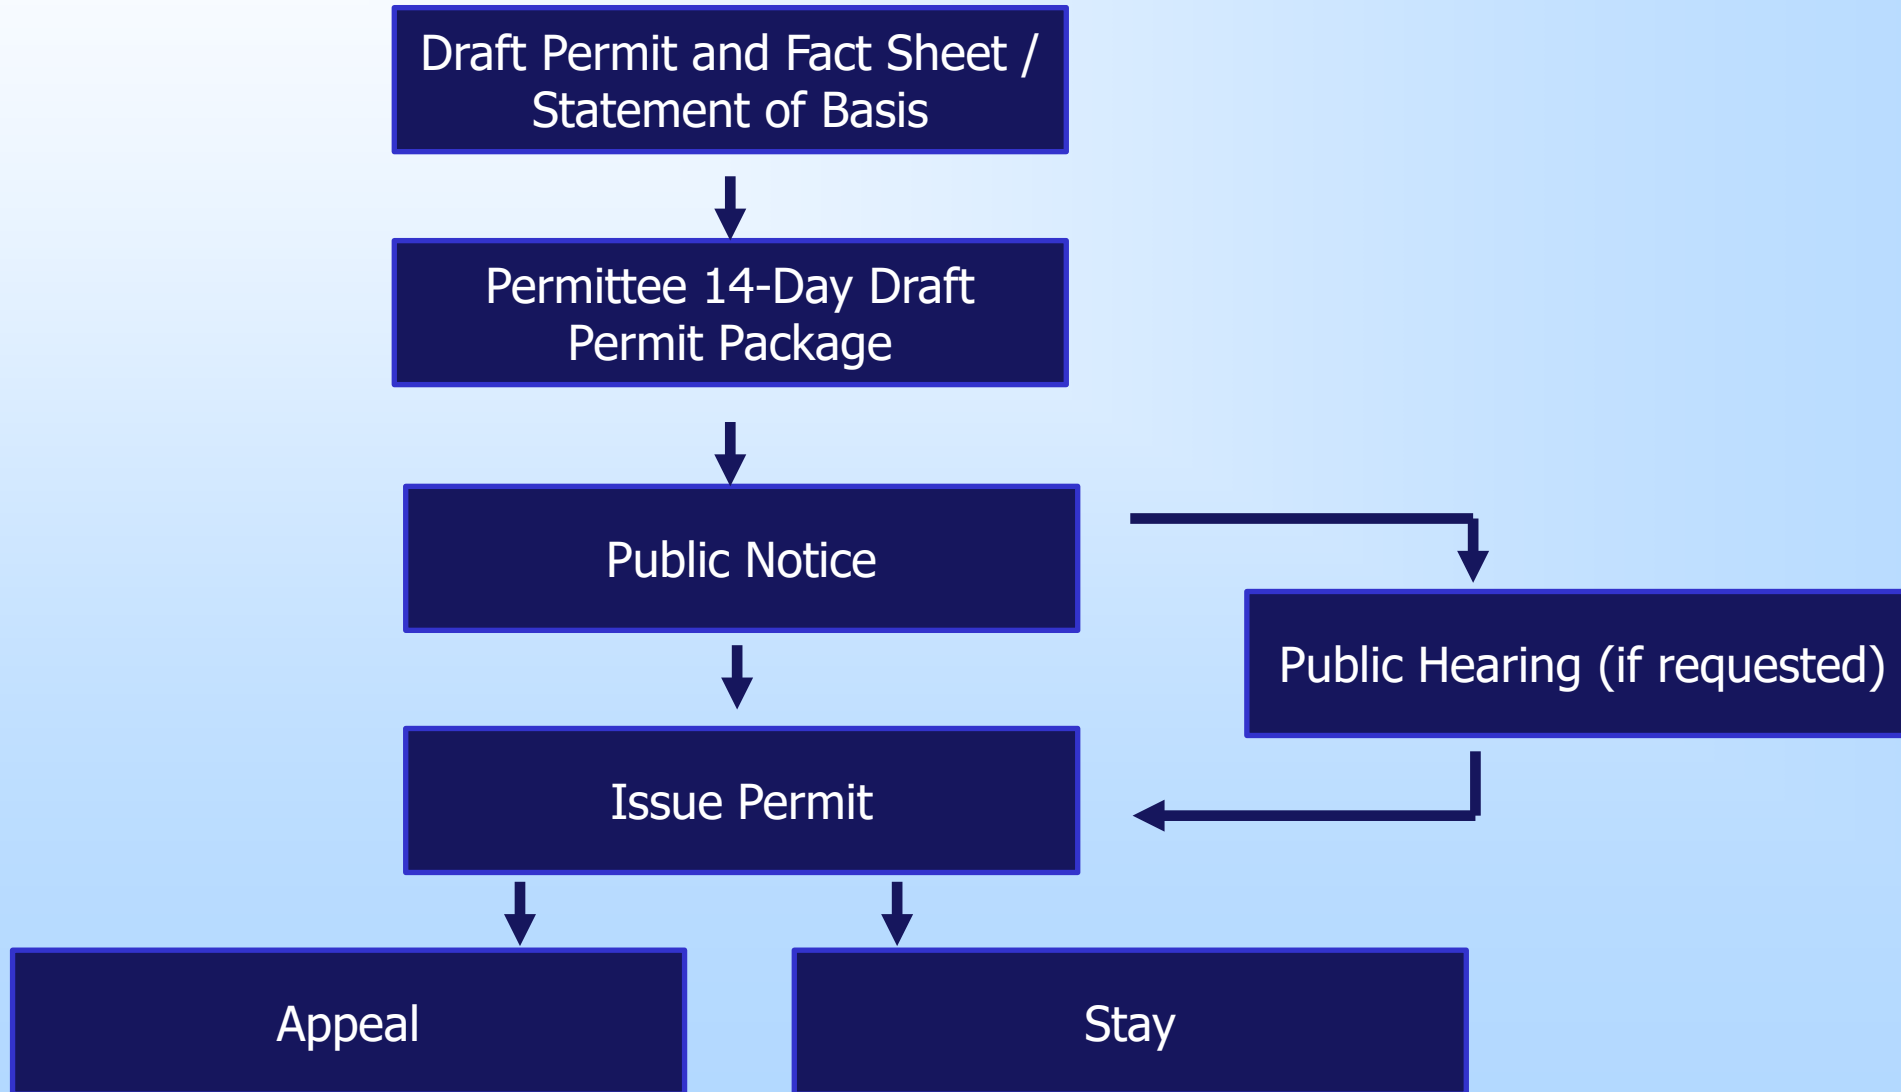 Draft Permit and Fact Sheet /
Statement of Basis
Permittee 14-Day Draft
Permit Package
Public Notice
Public Hearing (if requested)
Issue Permit
Appeal
Stay